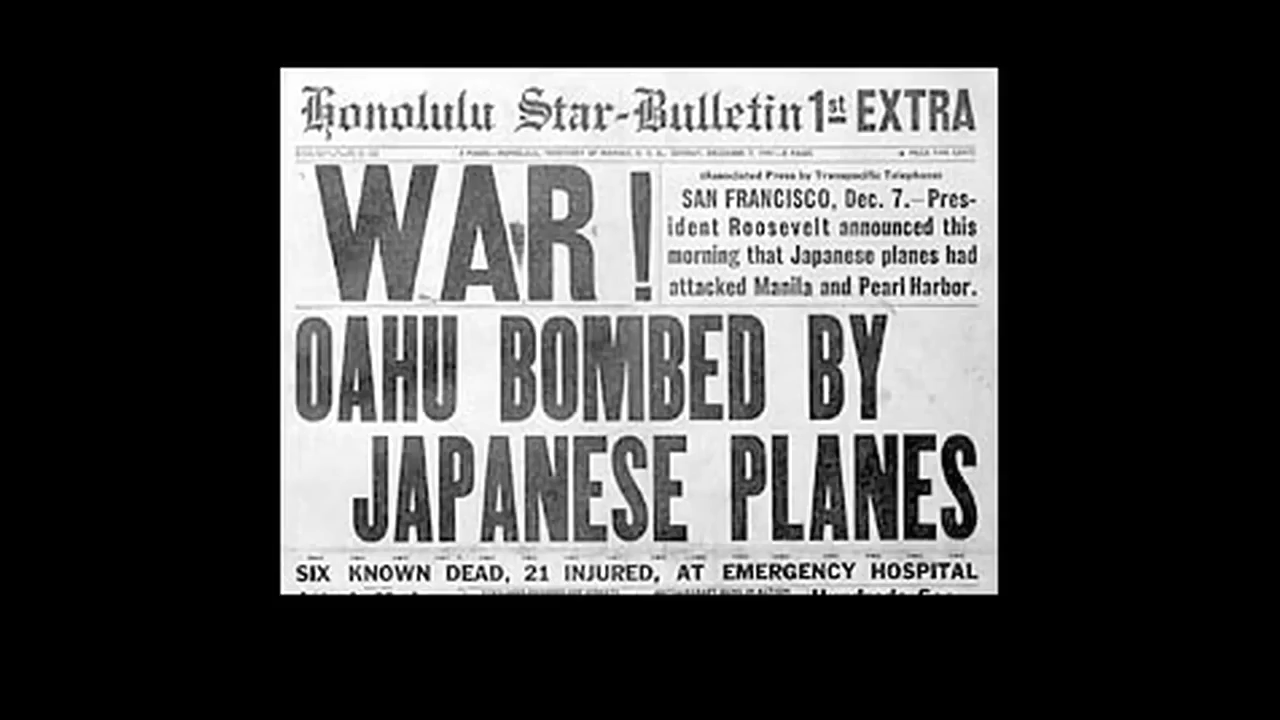 Honolulu Star-Bulletin 1st EXTRA
WAR!
(Associated Press by Transpacific Telephone)
SAN FRANCISCO, Dec. 7.—Pres-
ident Roosevelt announced this
morning that Japanese planes had
attacked Manila and Pearl Harbor.
OAHU BOMBED BY
JAPANESE PLANES
SIX KNOWN DEAD, 21 INJURED, AT EMERGENCY HOSPITAL